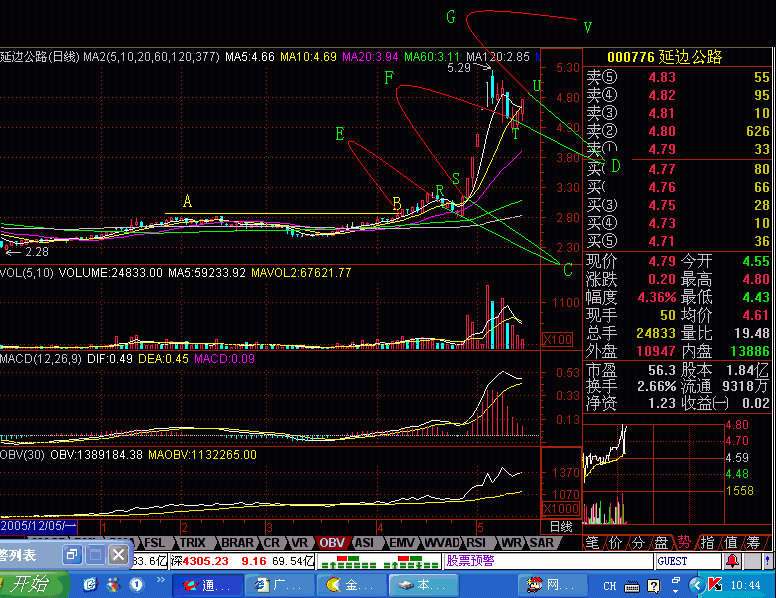 G
V
延边公路(日线) MA2(5,10,20,60,120,377) MA5:4.66 MA10:4.69 MA20:3.94 MA60:3.11 MA120:2.85
000776 延边公路
5.29
5.30
F
U
4.80
4.30
T
E
3.80
D
S
3.30
R
A
B
2.80
2.30
2.28
C
卖⑤ 4.83 55
卖④ 4.82 95
卖③ 4.81 10
卖② 4.80 626
卖① 4.79 33
买 4.77 80
买 4.76 66
买③ 4.75 28
买④ 4.73 10
买⑤ 4.71 36
现价 4.79 今开 4.55
涨跌 0.20 最高 4.80
幅度 4.36% 最低 4.43
现手 50 均价 4.61
总手 24833 量比 19.48
外盘 10947 内盘 13886
市盈 56.3 股本 1.84亿
换手 2.66% 流通 9318万
净资 1.23 收益㈠ 0.02
VOL(5,10) VOLUME:24833.00 MA5:59233.92 MAVOL2:67621.77
1100
X100
MACD(12,26,9) DIF:0.49 DEA:0.45 MACD:0.09
0.53
0.33
0.13
OBV(30) OBV:1389184.38 MAOBV:1132265.00
1370
1070
X1000
4.80
4.70
4.59
4.48
1558
2005/12/05/一
1
2
3
4
5
日线
FSL TRIX BRAR CR VR OBV ASI EMV WVAD RSI WR SAR
笔 价 分 盘 势 指 值 筹
警列表
33.6亿 深4305.23 9.16 69.54亿
股票预警
GUEST
开始
通...
广...
金...
本...
网...
CH
10:44